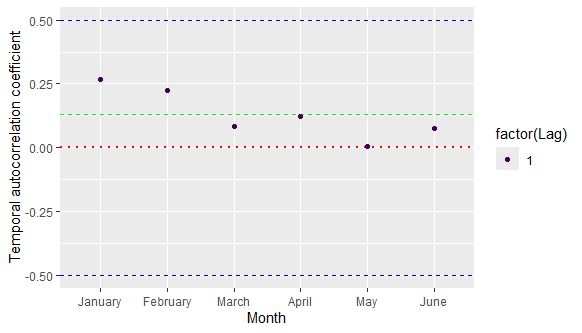 Temporal autocorrelation coefficient
0.50
0.25
0.00
-0.25
-0.50
January February March April May June
Month
factor(Lag)
1